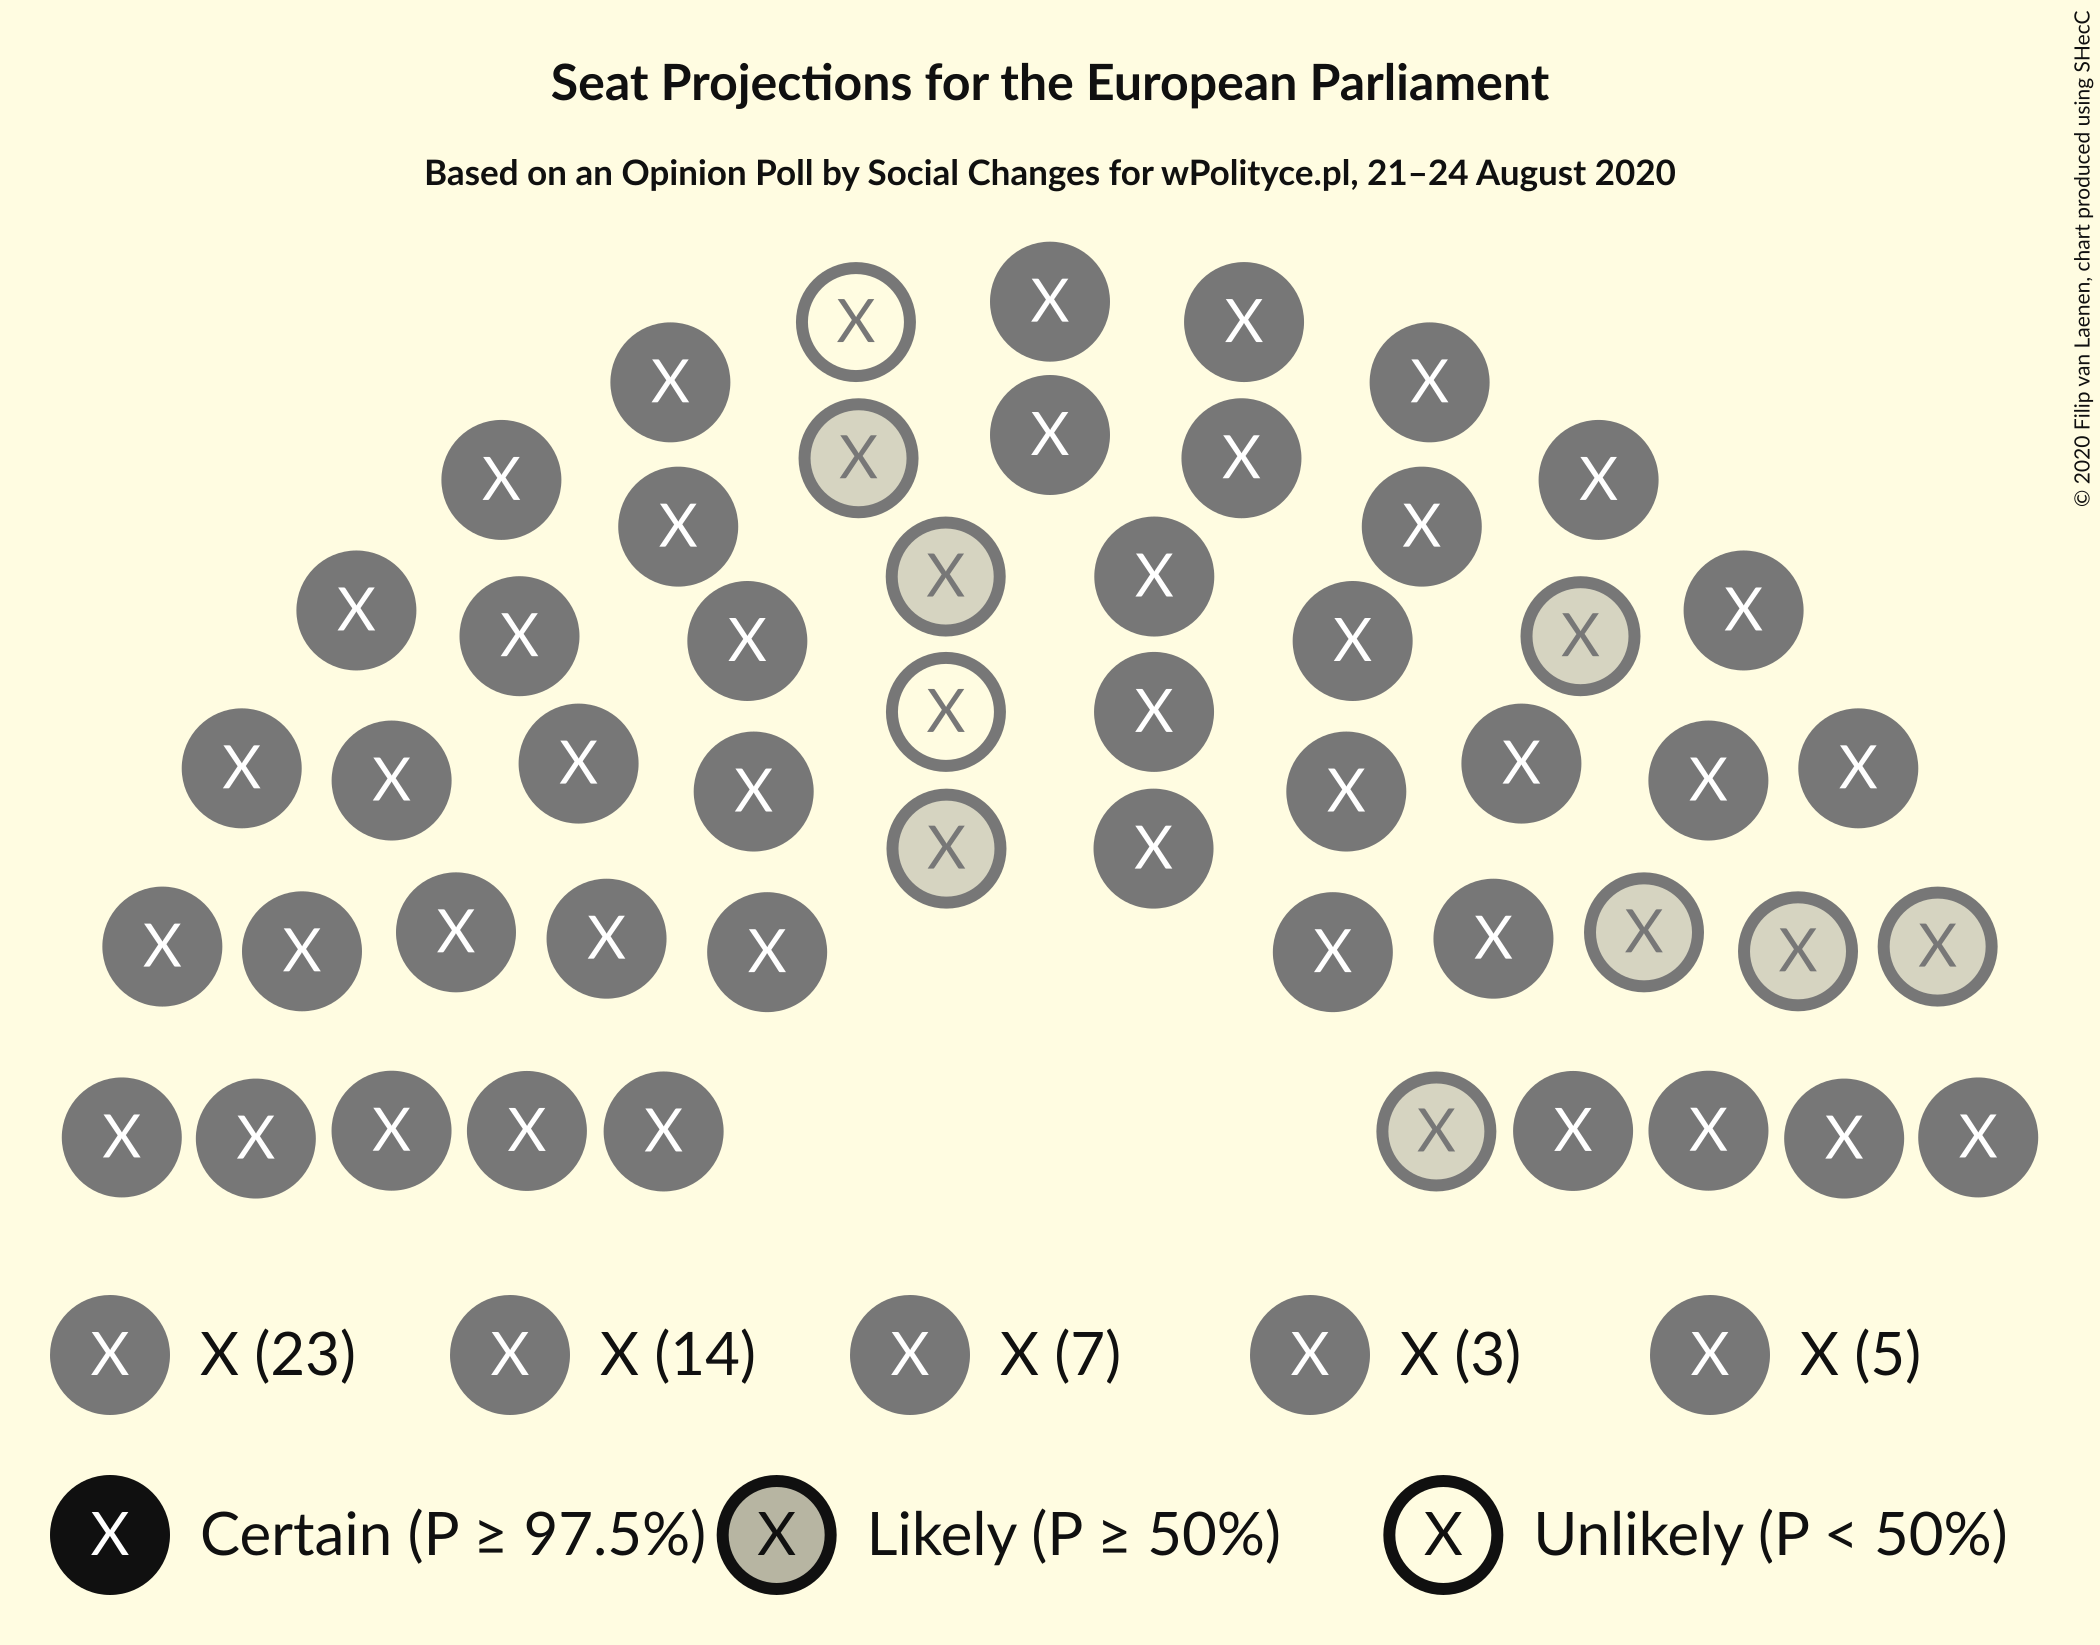 Seat Projections for the European Parliament
Based on an Opinion Poll by Social Changes for wPolityce.pl, 21–24 August 2020
© 2020 Filip van Laenen, chart produced using SHecC
X X X
X X
X X X
X X
X X
X X
X X X X X X
X X
X X X X X X X X
X X
X X X X X X X X X X
X X X X X X X X X X
X X (23) X X (14) X X (7) X X (3) X X (5)
X Certain (P ≥ 97.5%) X Likely (P ≥ 50%) X Unlikely (P < 50%)